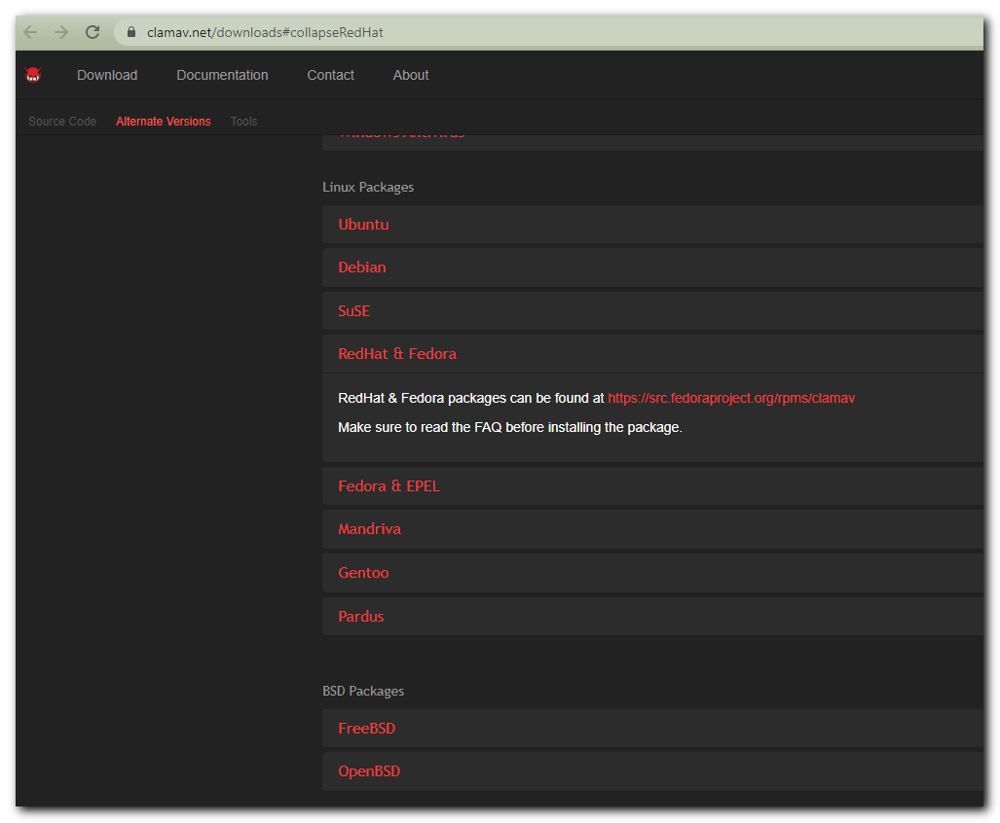 clamav.net/downloads#collapseRedHat
Download Documentation Contact About
Source Code Alternate Versions Tools
Linux Packages
Ubuntu
Debian
SuSE
RedHat & Fedora
RedHat & Fedora packages can be found at https://src.fedoraproject.org/rpms/clamav
Make sure to read the FAQ before installing the package.
Fedora & EPEL
Mandriva
Gentoo
Pardus
BSD Packages
FreeBSD
OpenBSD